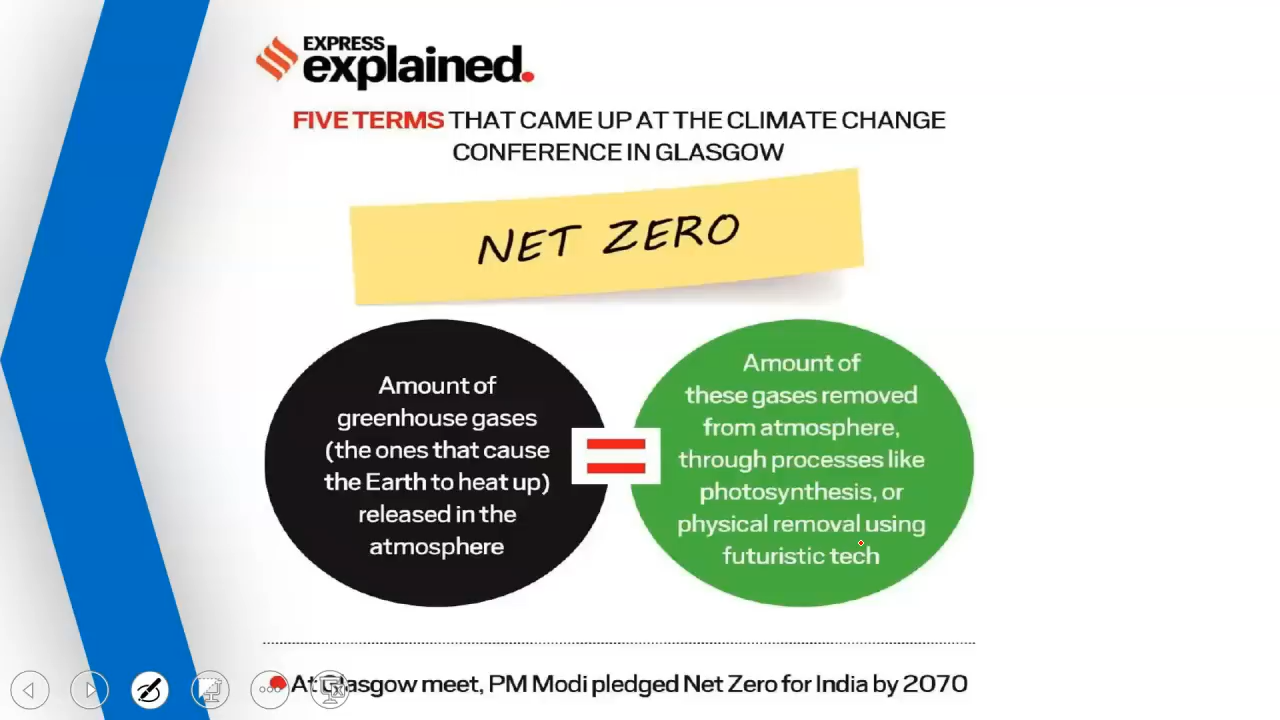 EXPRESS
explained.
FIVE TERMS THAT CAME UP AT THE CLIMATE CHANGE
CONFERENCE IN GLASGOW
NET ZERO
Amount of
greenhouse gases
(the ones that cause
the Earth to heat up)
released in the
atmosphere
Amount of
these gases removed
from atmosphere,
through processes like
photosynthesis, or
physical removal using
futuristic tech
At Glasgow meet, PM Modi pledged Net Zero for India by 2070